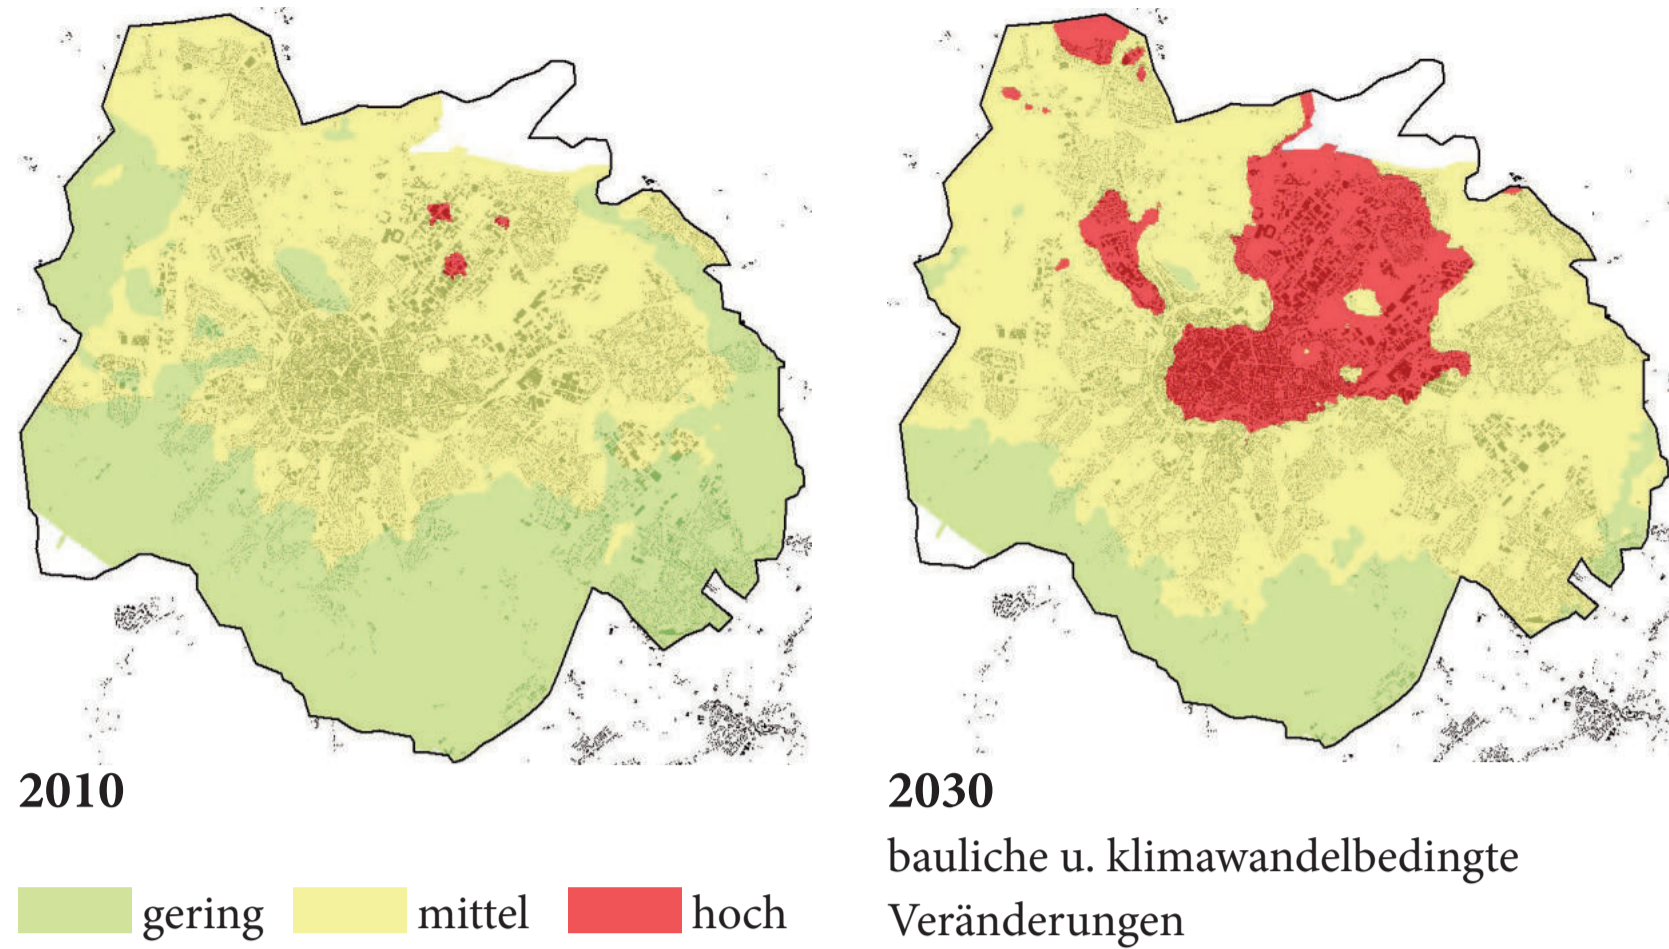 2010
gering mittel hoch
2030
bauliche u. klimawandelbedingte
Veränderungen